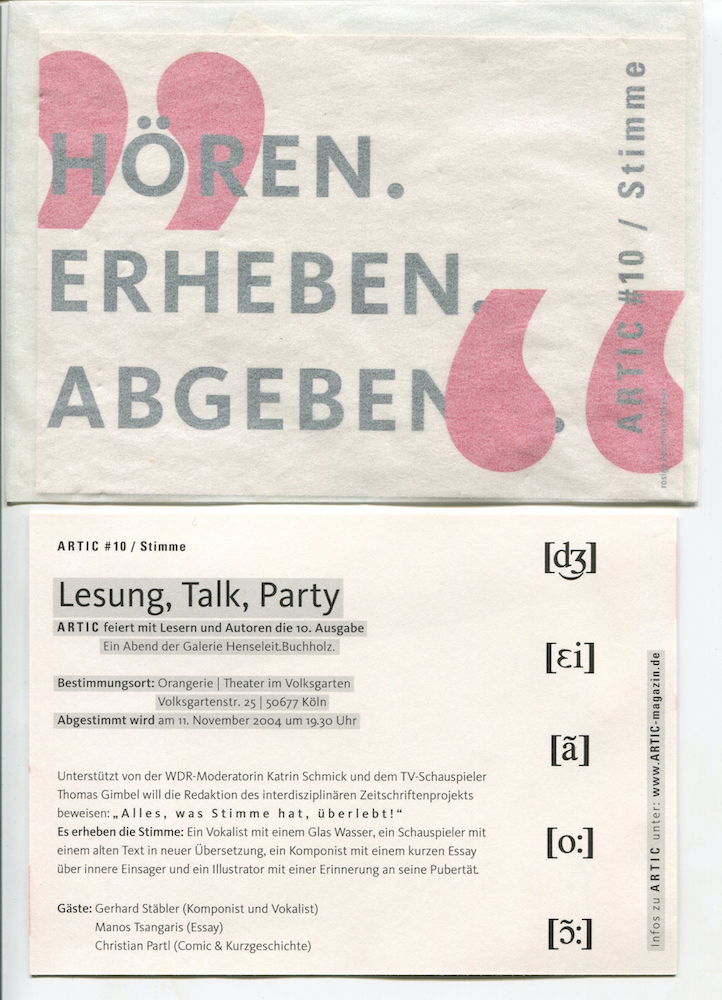 HÖREN.
ERHEBEN.
ABGEBEN.
ARTIC #10 / Stimme
ARTIC #10 / Stimme
Lesung, Talk, Party
ARTIC feiert mit Lesern und Autoren die 10. Ausgabe
Ein Abend der Galerie Henseleit.Buchholz.
Bestimmungsort: Orangerie | Theater im Volksgarten
Volksgartenstr. 25 | 50677 Köln
Abgestimmt wird am 11. November 2004 um 19.30 Uhr
Unterstützt von der WDR-Moderatorin Katrin Schmick und dem TV-Schauspieler
Thomas Gimbel will die Redaktion des interdisziplinären Zeitschriftenprojekts
beweisen: „Alles, was Stimme hat, überlebt!“
Es erheben die Stimme: Ein Vokalist mit einem Glas Wasser, ein Schauspieler mit
einem alten Text in neuer Übersetzung, ein Komponist mit einem kurzen Essay
über innere Einsager und ein Illustrator mit einer Erinnerung an seine Pubertät.
Gäste: Gerhard Stäbler (Komponist und Vokalist)
Manos Tsangaris (Essay)
Christian Partl (Comic & Kurzgeschichte)
[dʒ]
[ɛi]
[ã]
[o:]
[ɔ̃:]
Infos zu ARTIC unter: www.ARTIC-magazin.de